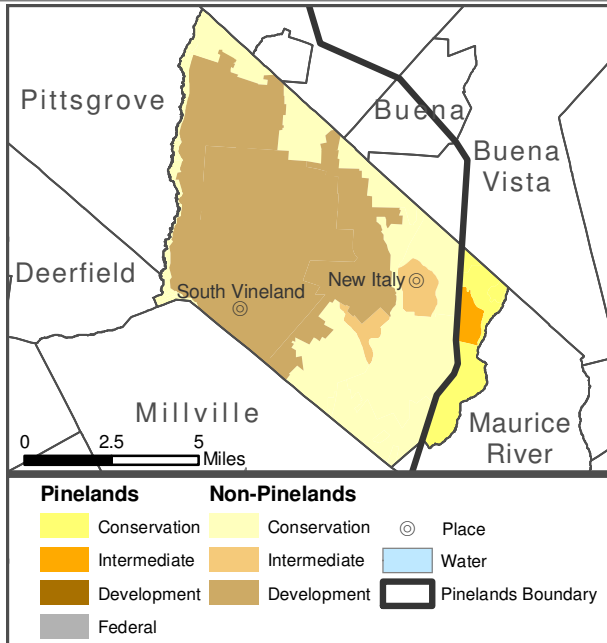 Pittsgrove
Buena
Buena
Vista
Deerfield
New Italy
South Vineland
Millville
Maurice
River
0 2.5 5
Miles
Pinelands Non-Pinelands
Conservation Conservation Place
Intermediate Intermediate Water
Development Development Pinelands Boundary
Federal